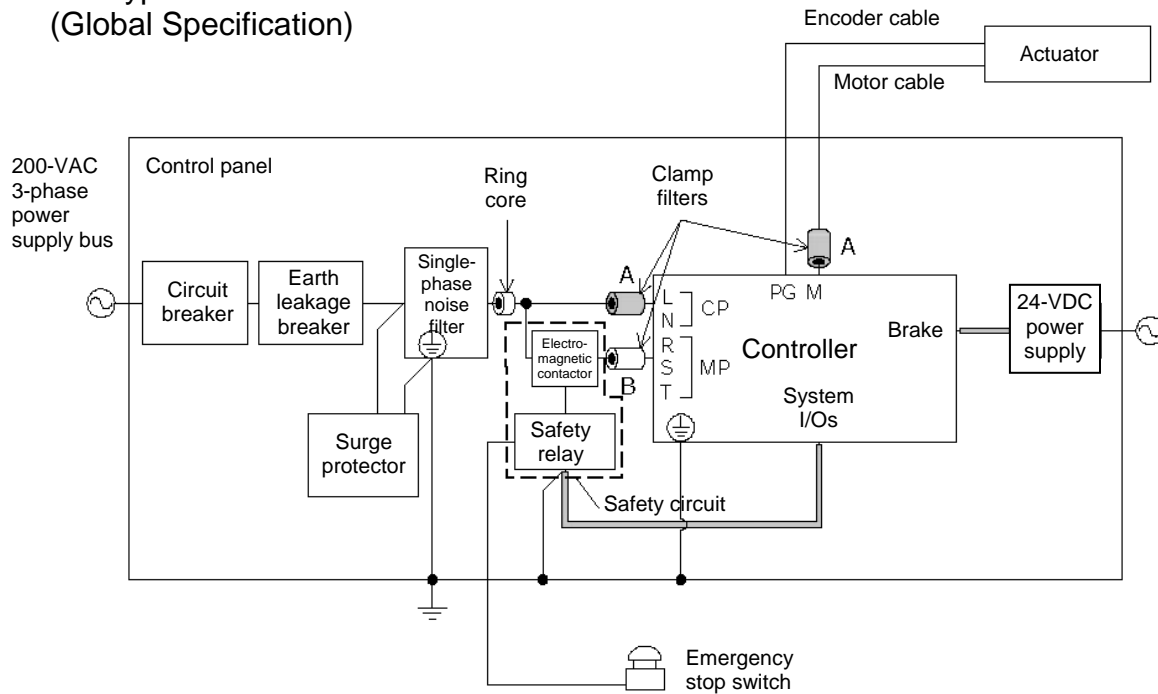 (Global Specification)
Encoder cable
Actuator
Motor cable
200-VAC
3-phase
power
supply bus
Control panel
Ring
core
Clamp
filters
A
A
Circuit
breaker
Earth
leakage
breaker
Single-
phase
noise
filter
L
N
CP
PG M
Brake
24-VDC
power
supply
Electro-
magnetic
contactor
B
R
S
T
MP
Controller
System
I/Os
Surge
protector
Safety
relay
Safety circuit
Emergency
stop switch